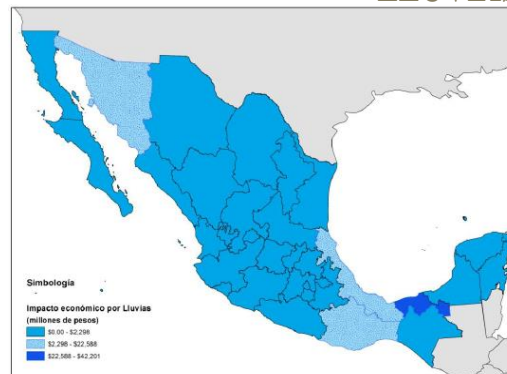 Simbología
Impacto económico por Lluvias
(millones de pesos)
$0.00 - $2,298
$2,298 - $22,588
$22,588 - $42,201